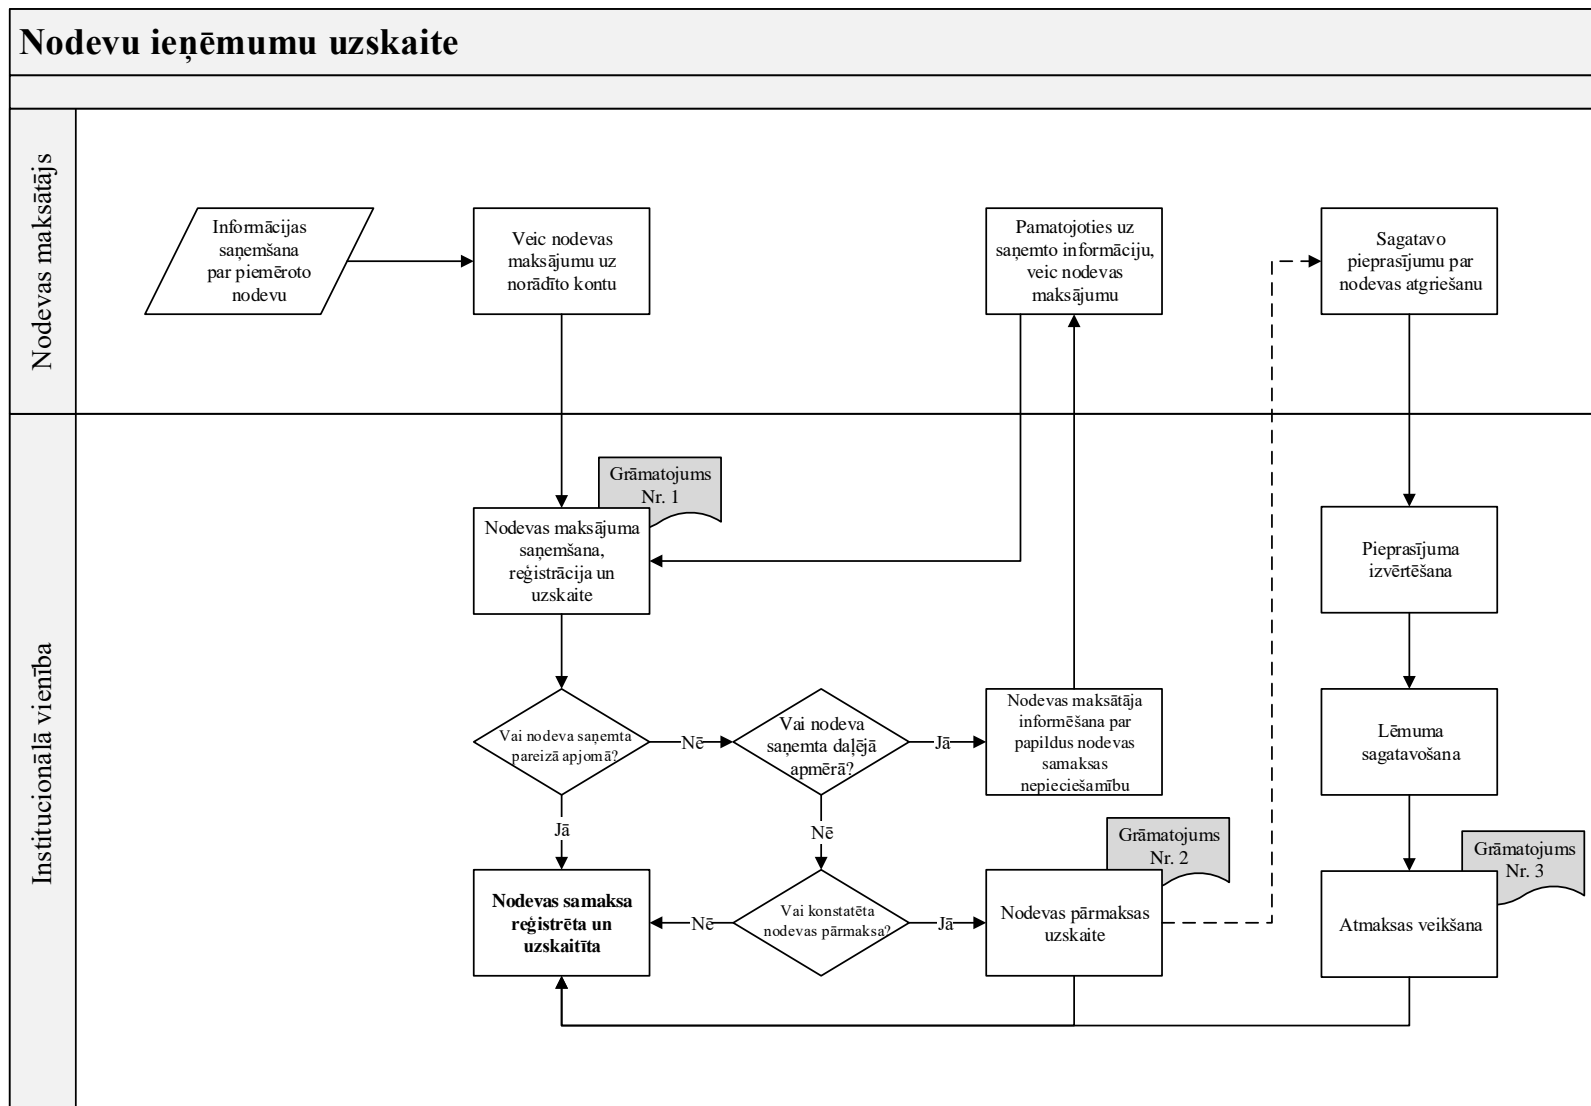 Nodevu ieņēmumu uzskaite
Nodevas maksātājs
Informācijas
saņemšana
par piemēroto
nodevu
Veic nodevas
maksājumu uz
norādīto kontu
Pamatojoties uz
saņemto informāciju,
veic nodevas
maksājumu
Sagatavo
pieprasījumu par
nodevas atgriešanu
Institucionālā vienība
Grāmatojums
Nr. 1
Nodevas maksājuma
saņemšana,
reģistrācija un
uzskaite
Pieprasījuma
izvērtēšana
Vai nodeva saņemta
pareizā apjomā?
Nē
Vai nodeva
saņemta daļējā
apmērā?
Jā
Nodevas maksātāja
informēšana par
papildus nodevas
samaksas
nepieciešamību
Lēmuma
sagatavošana
Jā
Nē
Grāmatojums
Nr. 2
Grāmatojums
Nr. 3
Nodevas samaksa
reģistrēta un
uzskaitīta
Nē
Vai konstatēta
nodevas pārmaksa?
Jā
Nodevas pārmaksas
uzskaite
Atmaksas veikšana